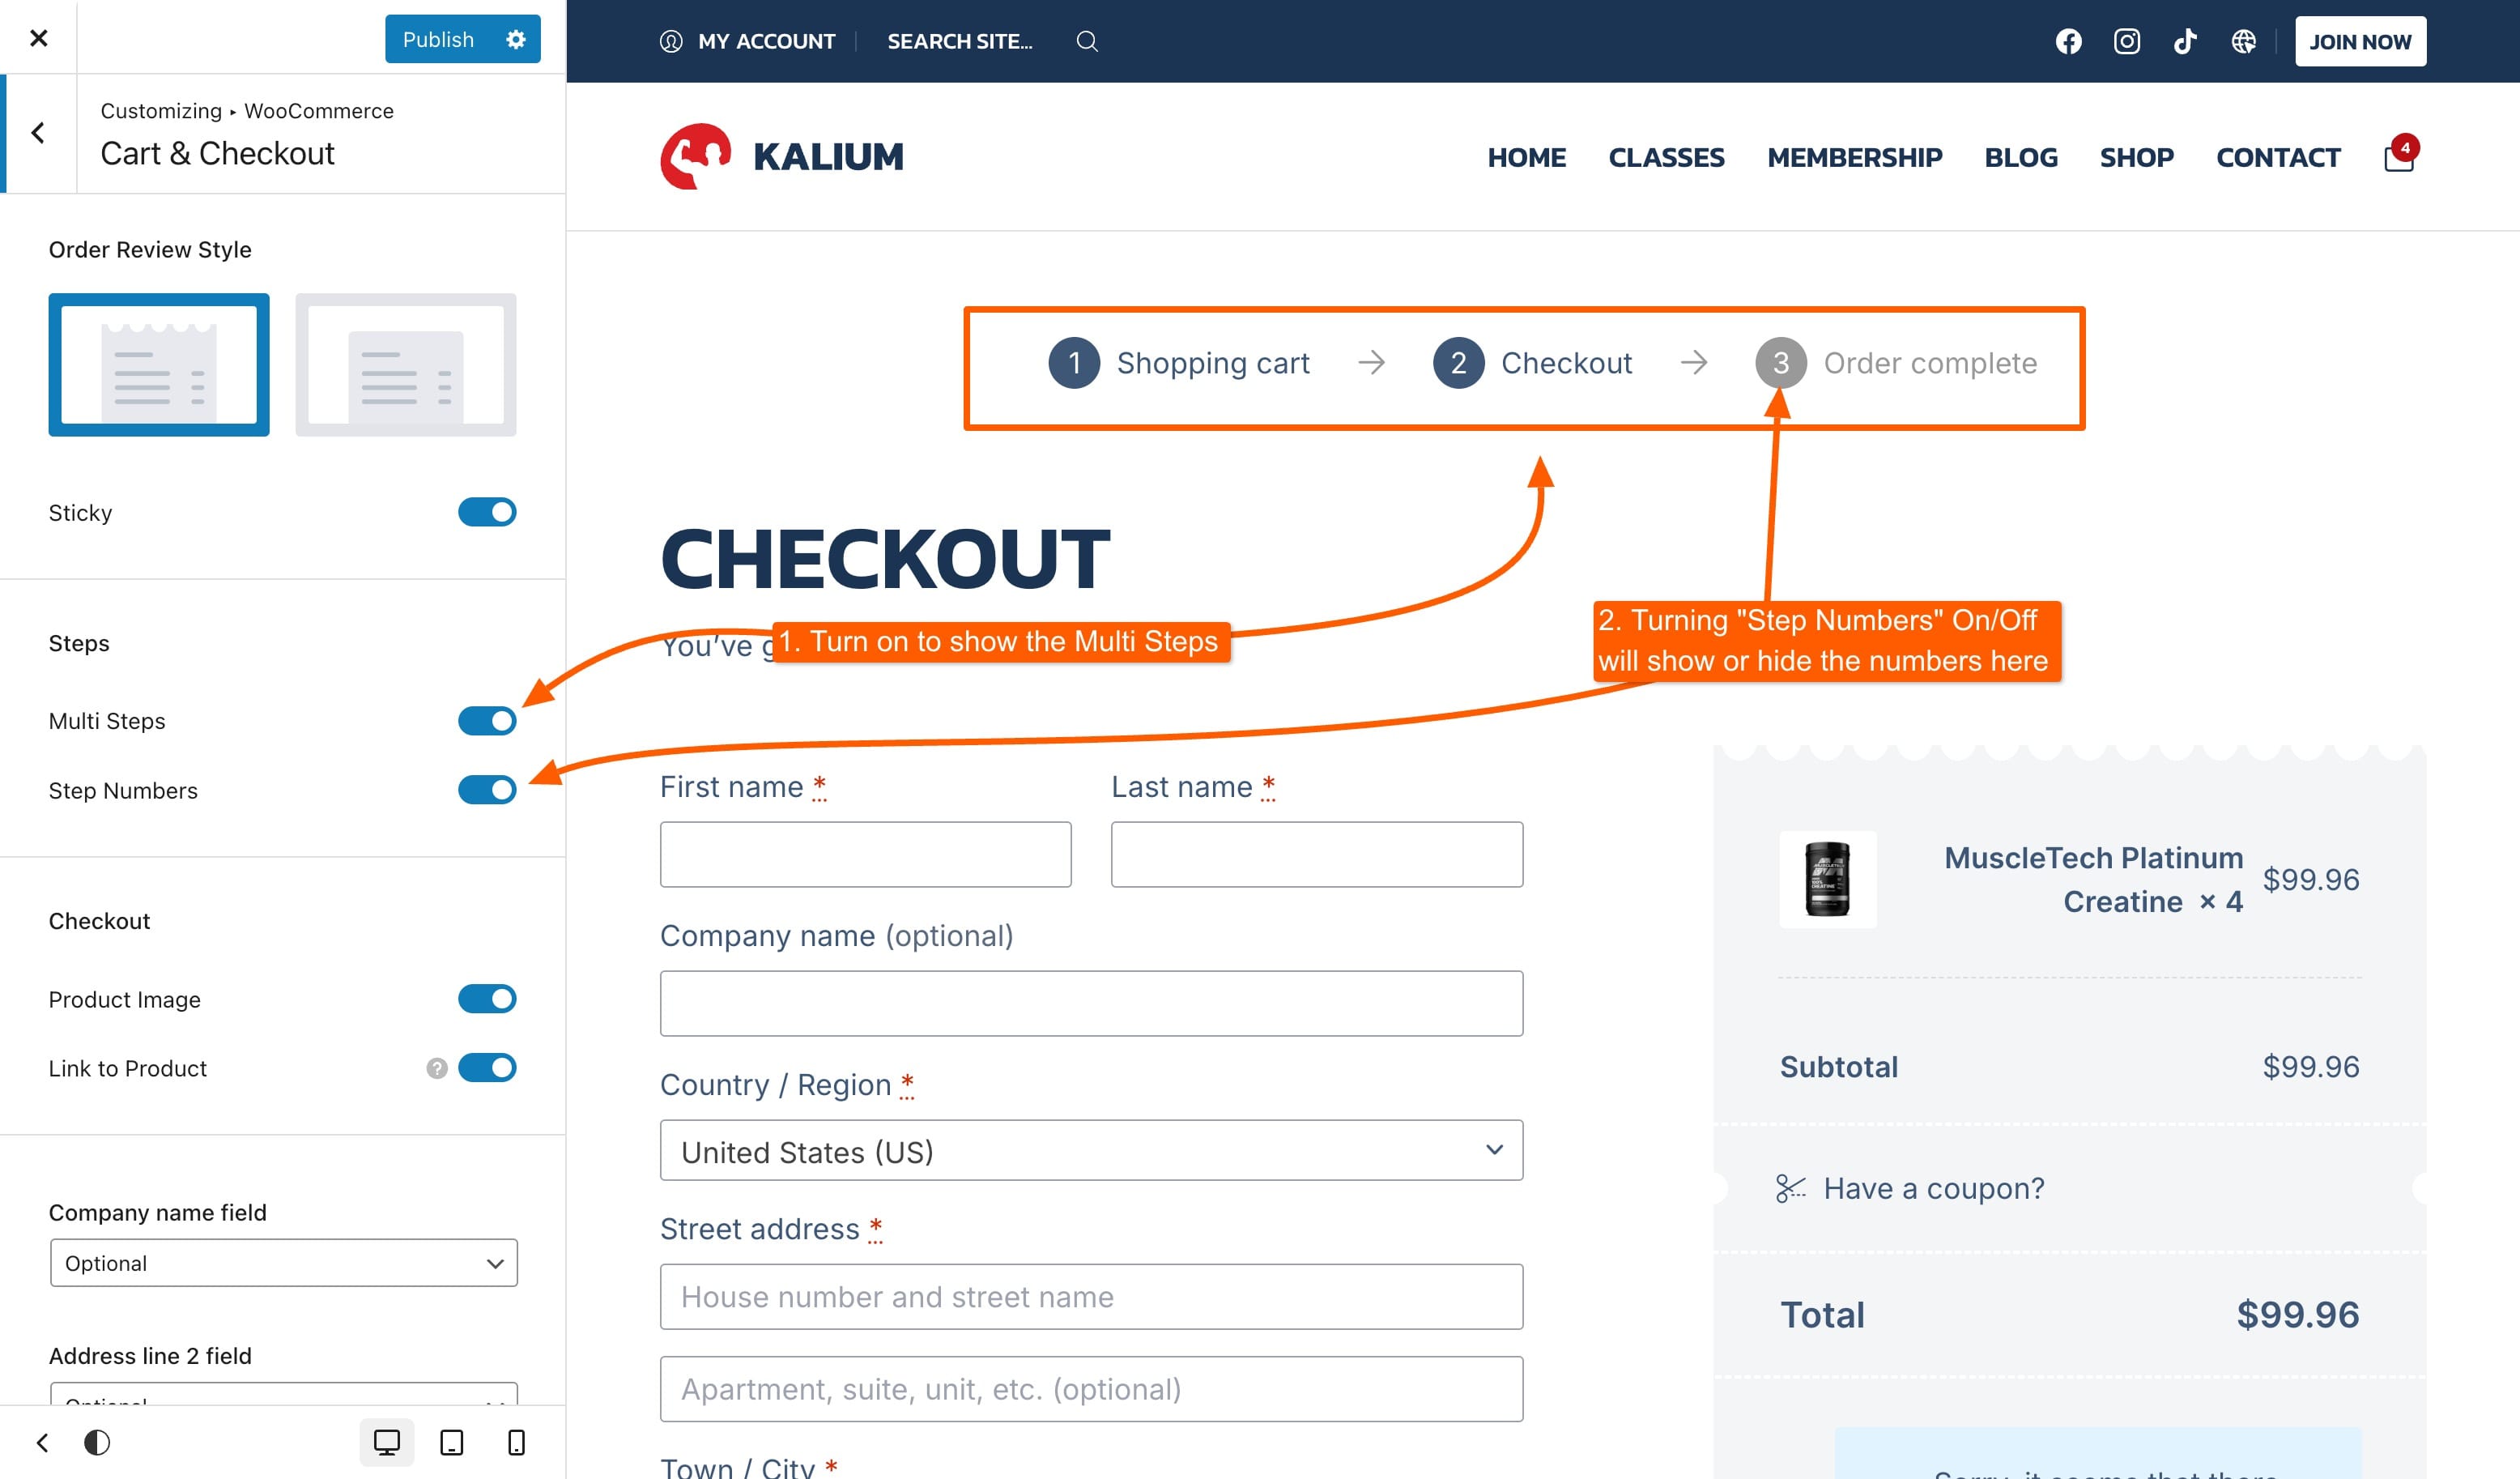 Publish
Customizing ▸ WooCommerce
Cart & Checkout
Order Review Style
Sticky
Steps
Multi Steps
Step Numbers
Checkout
Product Image
Link to Product
?
Company name field
Optional
Address line 2 field
Optional
MY ACCOUNT
SEARCH SITE...
JOIN NOW
KALIUM
HOME
CLASSES
MEMBERSHIP
BLOG
SHOP
CONTACT
4
1 Shopping cart → 2 Checkout → 3 Order complete
CHECKOUT
You've
1. Turn on to show the Multi Steps
2. Turning "Step Numbers" On/Off
will show or hide the numbers here
First name *
Last name *
Company name (optional)
Country / Region *
United States (US)
Street address *
House number and street name
Apartment, suite, unit, etc. (optional)
Town / City *
MuscleTech Platinum
Creatine × 4
$99.96
Subtotal
$99.96
Have a coupon?
Total
$99.96
Sorry, it seems that there